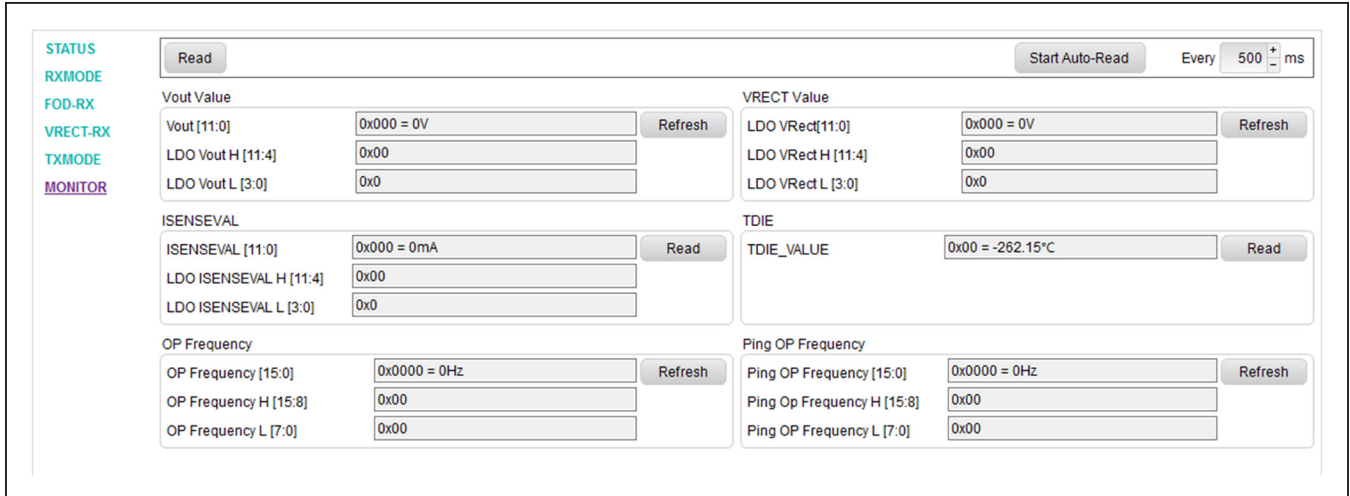 STATUS
RXMODE
FOD-RX
VRECT-RX
TXMODE
MONITOR
Read
Start Auto-Read
Every 500 + - ms
Vout Value
Vout [11:0] 0x000 = 0V Refresh
LDO Vout H [11:4] 0x00
LDO Vout L [3:0] 0x0
VRECT Value
LDO VRect[11:0] 0x000 = 0V Refresh
LDO VRect H [11:4] 0x00
LDO VRect L [3:0] 0x0
ISENSEVAL
ISENSEVAL [11:0] 0x000 = 0mA Read
LDO ISENSEVAL H [11:4] 0x00
LDO ISENSEVAL L [3:0] 0x0
TDIE
TDIE_VALUE 0x00 = -262.15°C Read
OP Frequency
OP Frequency [15:0] 0x0000 = 0Hz Refresh
OP Frequency H [15:8] 0x00
OP Frequency L [7:0] 0x00
Ping OP Frequency
Ping OP Frequency [15:0] 0x0000 = 0Hz Refresh
Ping Op Frequency H [15:8] 0x00
Ping OP Frequency L [7:0] 0x00